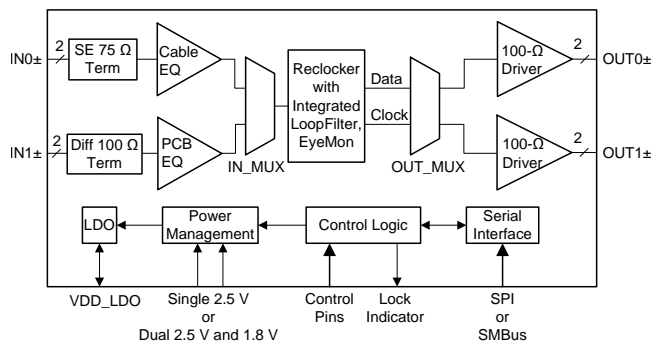 IN0±
2
SE 75 Ω
Term
Cable
EQ
Reclocker
with
Integrated
LoopFilter,
EyeMon
Data
Clock
100-Ω
Driver
2
OUT0±
IN1±
2
Diff 100 Ω
Term
PCB
EQ
IN_MUX
OUT_MUX
100-Ω
Driver
2
OUT1±
LDO
Power
Management
Control Logic
Serial
Interface
VDD_LDO
Single 2.5 V
or
Dual 2.5 V and 1.8 V
Control
Pins
Lock
Indicator
SPI
or
SMBus